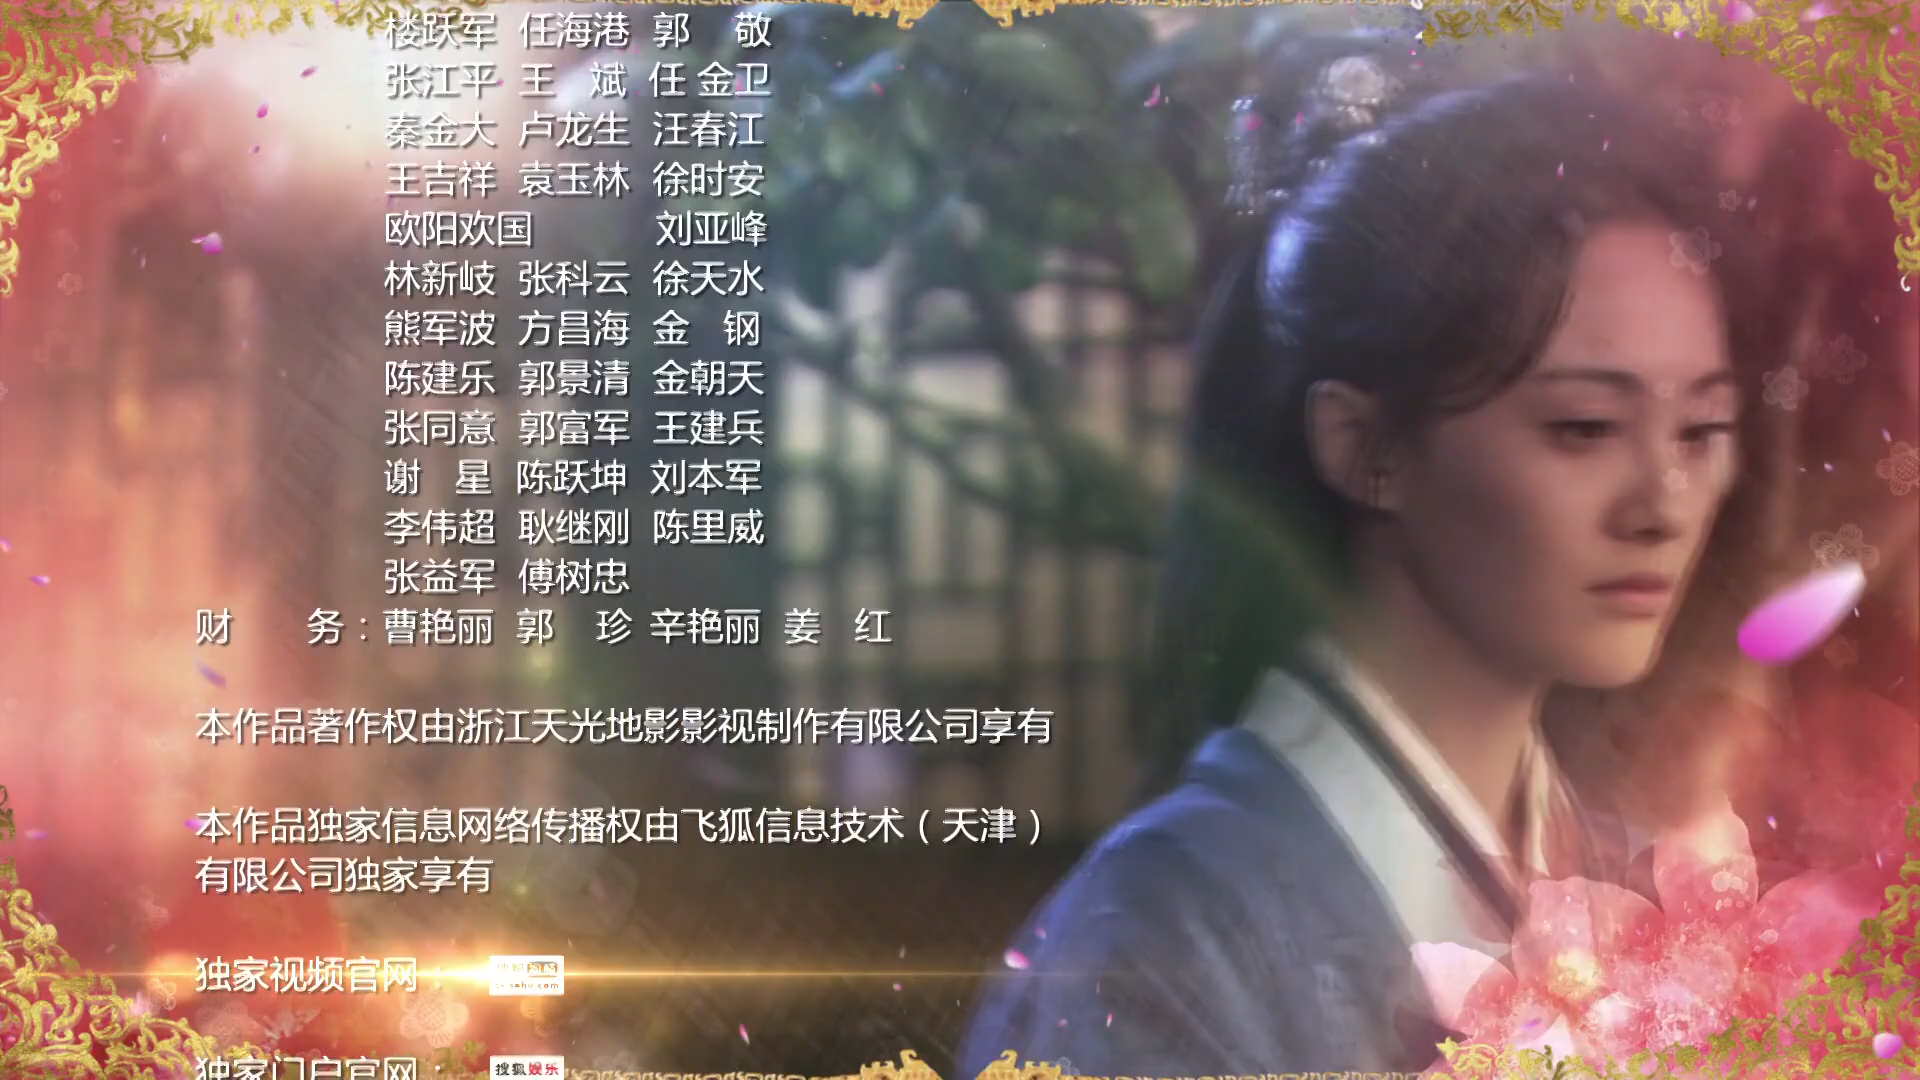 楼跃军 任海港 郭 敬
张江平 王 斌 任 金卫
秦金大 卢龙生 汪春江
王吉祥 袁玉林 徐时安
欧阳欢国 刘亚峰
林新岐 张科云 徐天水
熊军波 方昌海 金 钢
陈建乐 郭景清 金朝天
张同意 郭富军 王建兵
谢 星 陈跃坤 刘本军
李伟超 耿继刚 陈里威
张益军 傅树忠
财 务：曹艳丽 郭 珍 辛艳丽 姜 红
本作品著作权由浙江天光地影影视制作有限公司享有
本作品独家信息网络传播权由飞狐信息技术（天津）
有限公司独家享有
独家视频官网：
独家门户官网： 搜狐娱乐